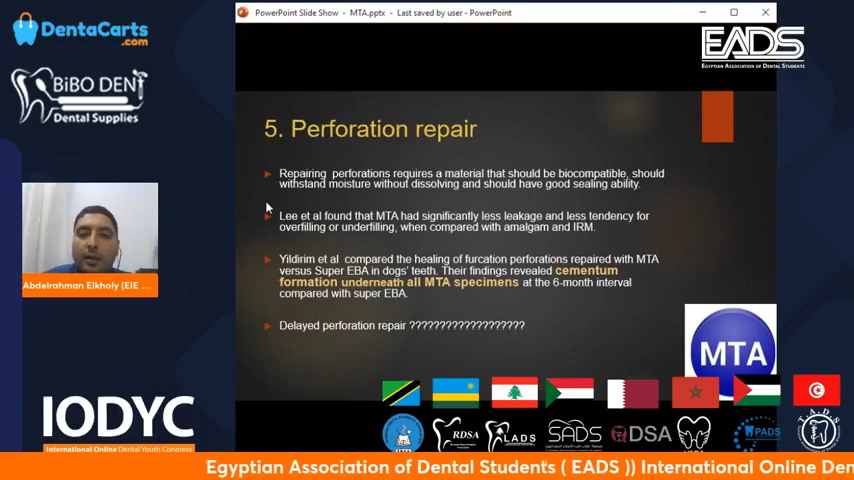 PowerPoint Slide Show - MTA.pptx - Last saved by user - PowerPoint
DentaCarts
.com
BiBO DENT
Dental Supplies
EADS
EGYPTIAN ASSOCIATION OF DENTAL STUDENTS
5. Perforation repair
Repairing perforations requires a material that should be biocompatible, should
withstand moisture without dissolving and should have good sealing ability.
Lee et al found that MTA had significantly less leakage and less tendency for
overfilling or underfilling, when compared with amalgam and IRM.
Yildirim et al compared the healing of furcation perforations repaired with MTA
versus Super EBA in dogs' teeth. Their findings revealed cementum
formation underneath all MTA specimens at the 6-month interval
compared with super EBA.
Delayed perforation repair ???????????????????
Abdelrahman Elkholy (EIE ...
MTA
IODYC
International Online Dental Youth Congress
RDSA
LADS
SADS
QDSA
PADS
Egyptian Association of Dental Students ( EADS )) International Online Den